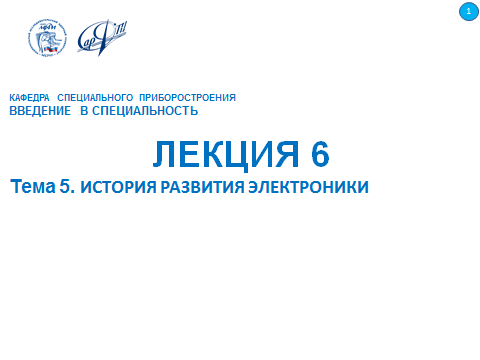 1
КАФЕДРА СПЕЦИАЛЬНОГО ПРИБОРОСТРОЕНИЯ
ВВЕДЕНИЕ В СПЕЦИАЛЬНОСТЬ
ЛЕКЦИЯ 6
Тема 5. ИСТОРИЯ РАЗВИТИЯ ЭЛЕКТРОНИКИ